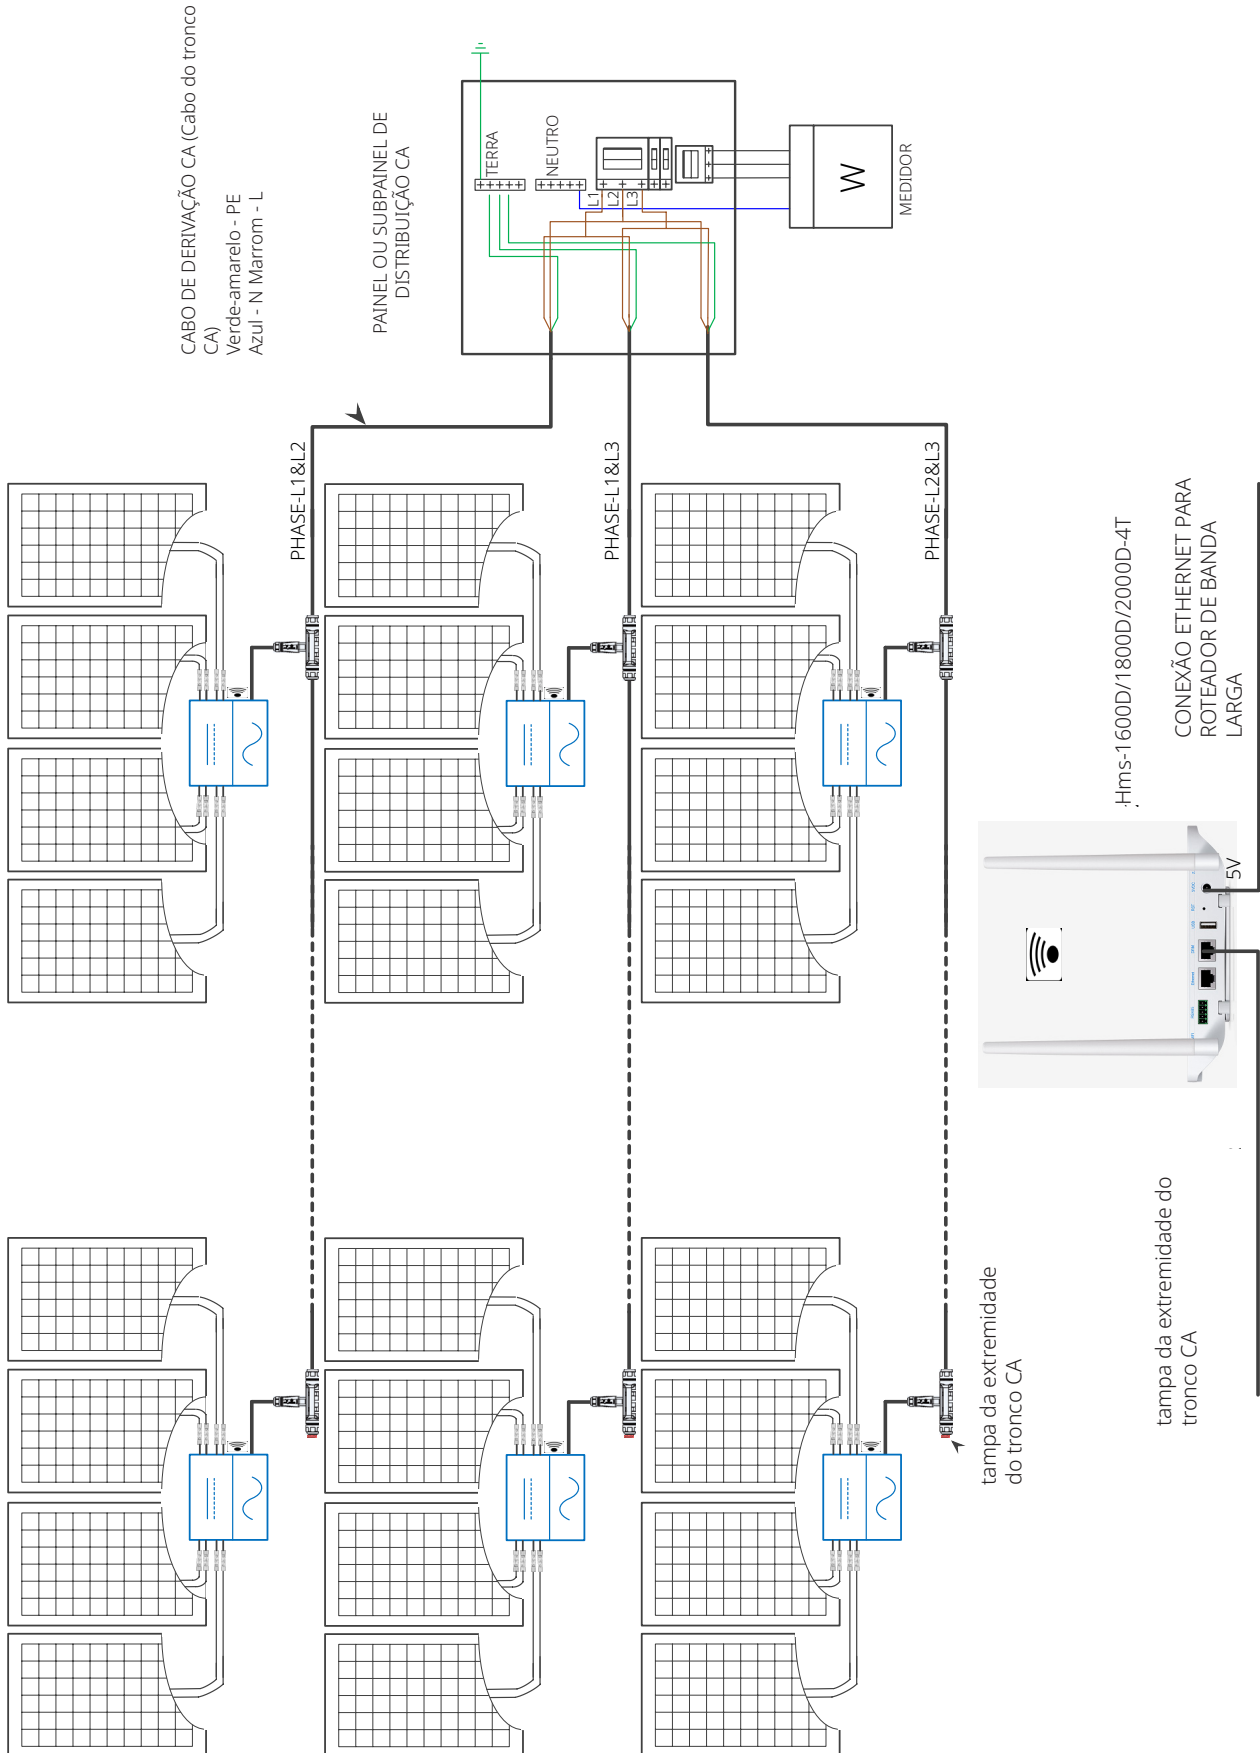 CABO DE DERIVAÇÃO CA (Cabo do tronco
CA)
Verde-amarelo - PE
Azul - N Marrom - L
PAINEL OU SUBPAINEL DE
DISTRIBUIÇÃO CA
TERRA
NEUTRO
L1
L2
L3
W
MEDIDOR
PHASE-L1&L2
PHASE-L1&L3
PHASE-L2&L3
tampa da extremidade
do tronco CA
Hms-1600D/1800D/2000D-4T
CONEXÃO ETHERNET PARA
ROTEADOR DE BANDA
LARGA
5V
tampa da extremidade do
tronco CA